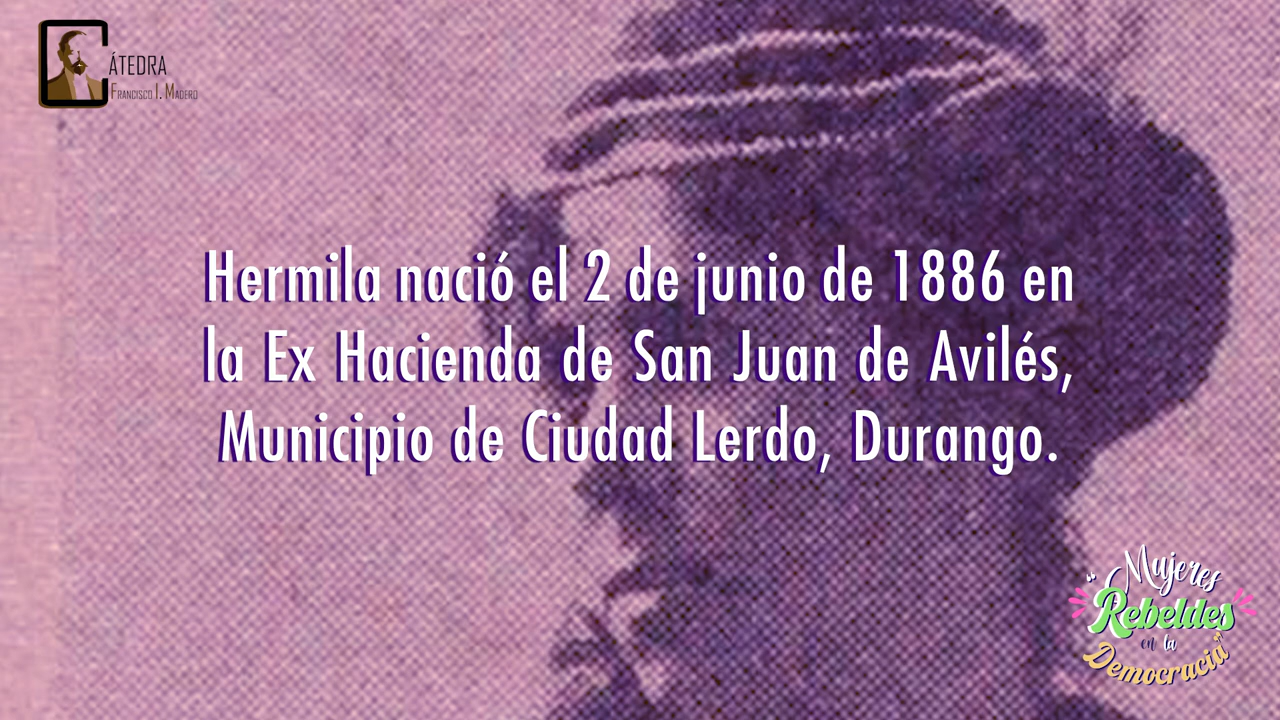 CÁTEDRA
FRANCISCO I. MADERO
Hermila nació el 2 de junio de 1886 en
la Ex Hacienda de San Juan de Avilés,
Municipio de Ciudad Lerdo, Durango.
"Mujeres
Rebeldes
en la
Democracia"